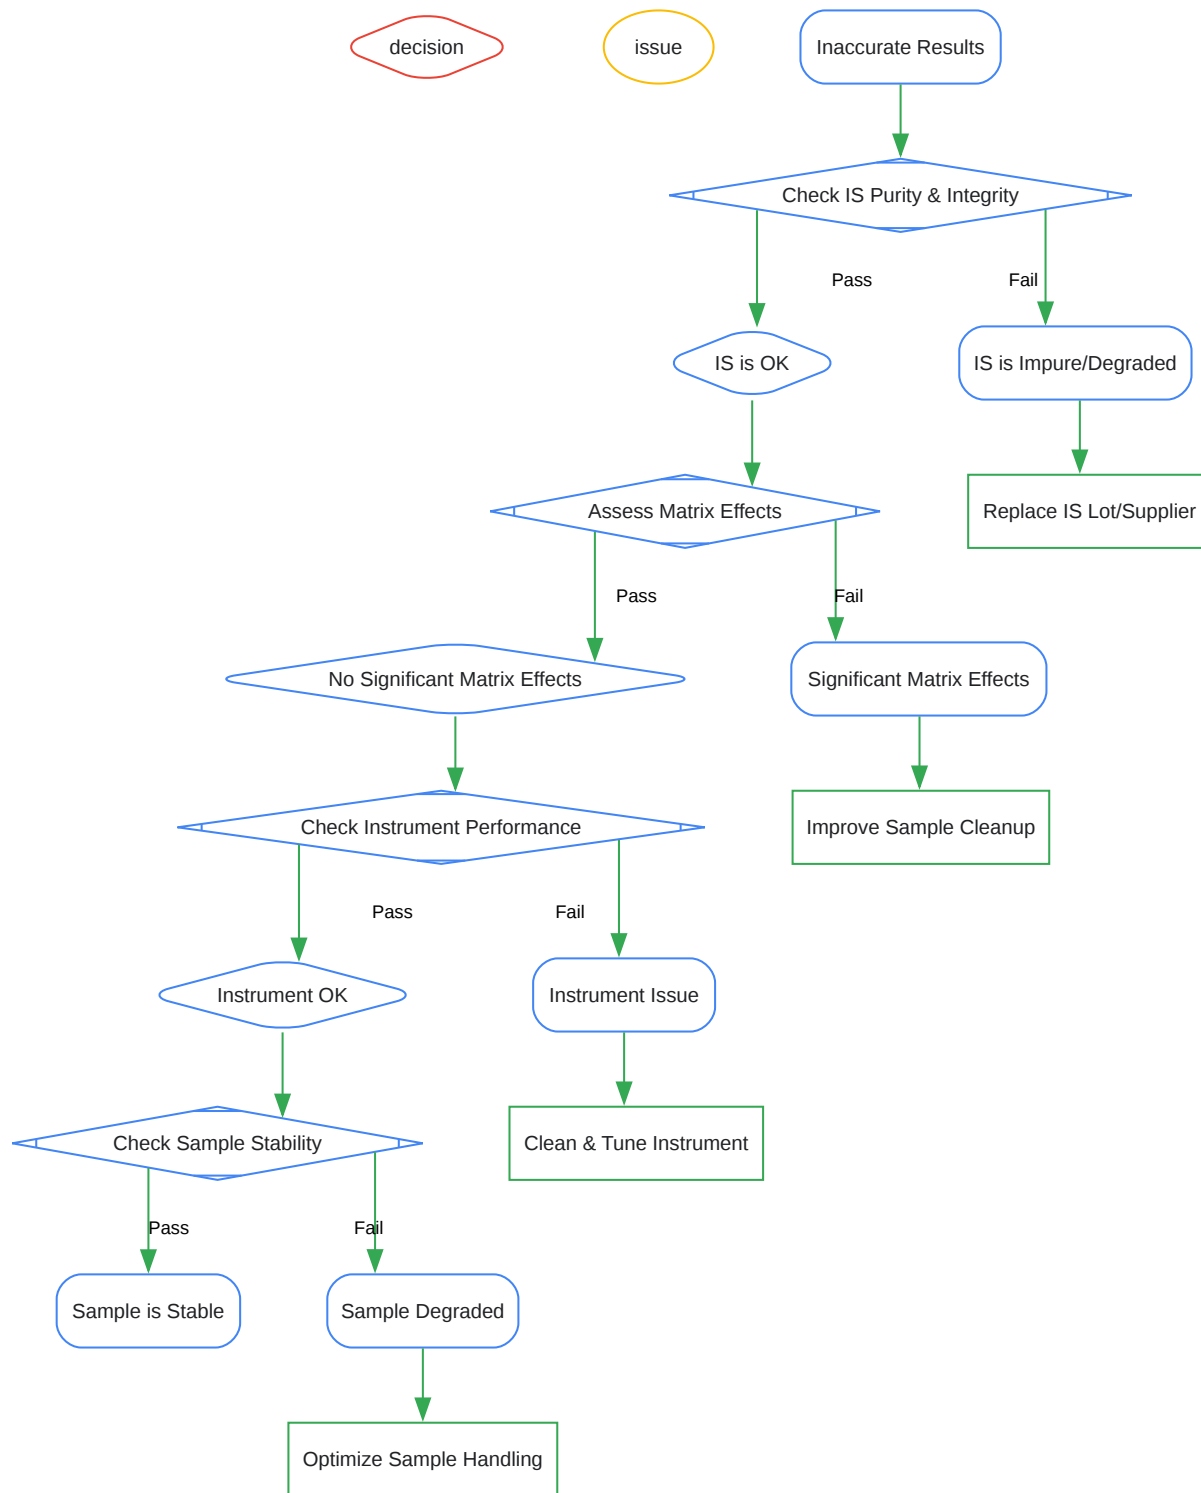 decision
issue
Inaccurate Results
Check IS Purity & Integrity
Pass
Fail
IS is OK
IS is Impure/Degraded
Assess Matrix Effects
Replace IS Lot/Supplier
Pass
Fail
No Significant Matrix Effects
Significant Matrix Effects
Check Instrument Performance
Improve Sample Cleanup
Pass
Fail
Instrument OK
Instrument Issue
Check Sample Stability
Clean & Tune Instrument
Pass
Fail
Sample is Stable
Sample Degraded
Optimize Sample Handling